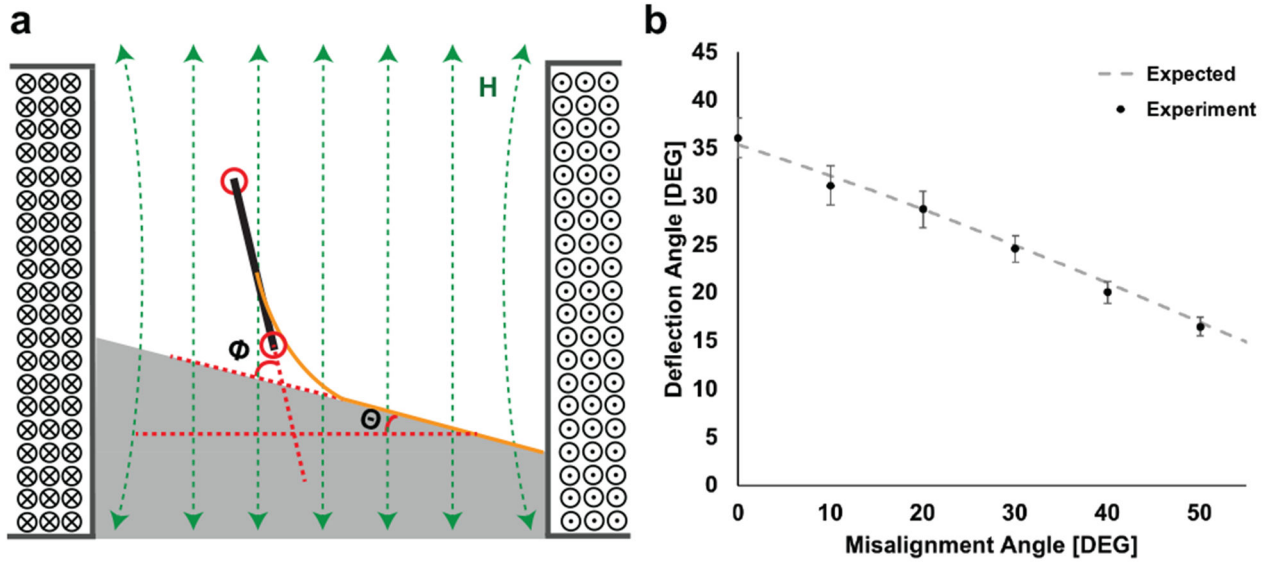 a
H
Φ
Θ
b
45
40
35
30
25
20
15
10
5
0
Deflection Angle [DEG]
Expected
Experiment
0 10 20 30 40 50
Misalignment Angle [DEG]